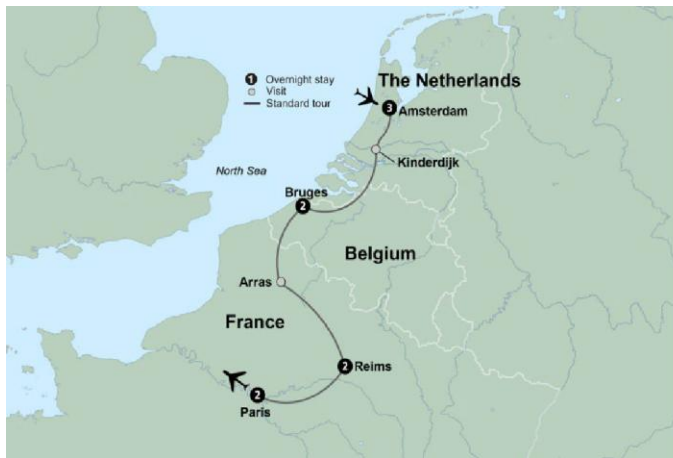 1 Overnight stay
Visit
Standard tour
The Netherlands
3 Amsterdam
Kinderdijk
North Sea
Bruges
2
Belgium
Arras
France
2 Reims
2
Paris